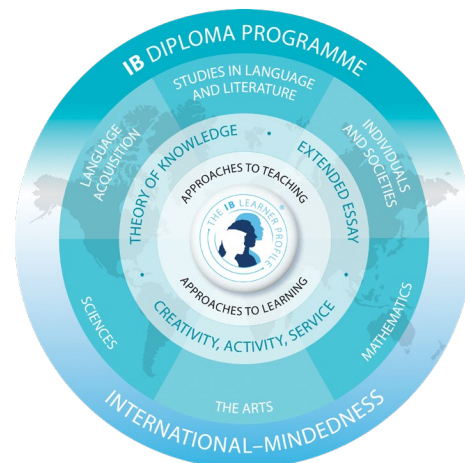 IB DIPLOMA PROGRAMME
STUDIES IN LANGUAGE
AND LITERATURE
LANGUAGE
ACQUISITION
INDIVIDUALS
AND SOCIETIES
THEORY OF KNOWLEDGE
·
EXTENDED ESSAY
APPROACHES TO TEACHING
THE IB LEARNER PROFILE
®
APPROACHES TO LEARNING
·
CREATIVITY, ACTIVITY, SERVICE
·
SCIENCES
MATHEMATICS
THE ARTS
INTERNATIONAL–MINDEDNESS